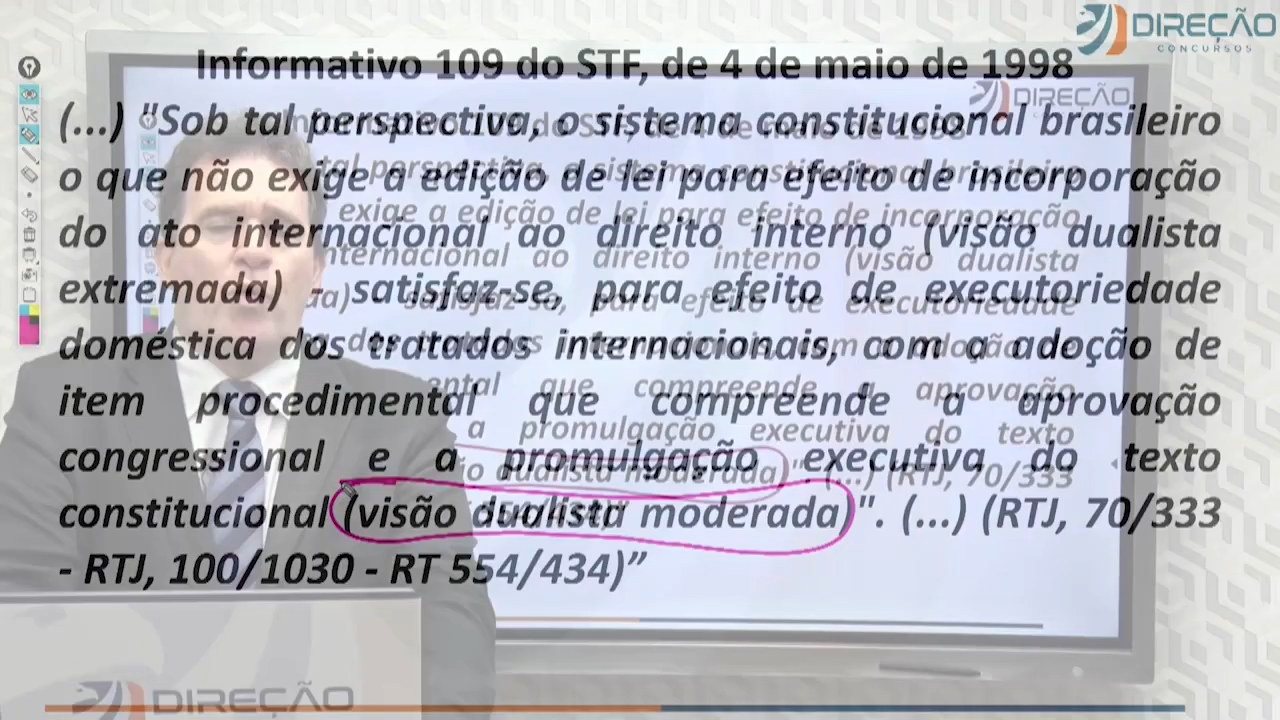 DIREÇÃO
CONCURSOS
Informativo 109 do STF, de 4 de maio de 1998
(...) "Sob tal perspectiva, o sistema constitucional brasileiro
o que não exige a edição de lei para efeito de incorporação
do ato internacional ao direito interno (visão dualista
extremada) - satisfaz-se, para efeito de executoriedade
doméstica dos tratados internacionais, com a adoção de
item procedimental que compreende a aprovação
congressional e a promulgação executiva do texto
constitucional (visão dualista moderada)". (...) (RTJ, 70/333
- RTJ, 100/1030 - RT 554/434)”
DIREÇÃO
DIREÇÃO